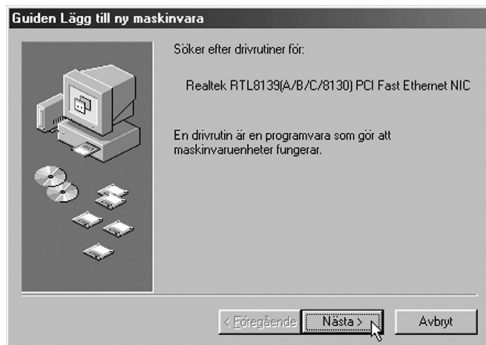 Guiden Lägg till ny maskinvara
Söker efter drivrutiner för:
Realtek RTL8139(A/B/C/8130) PCI Fast Ethernet NIC
En drivrutin är en programvara som gör att
maskinvaruenheter fungerar.
< Föregående
Nästa >
Avbryt